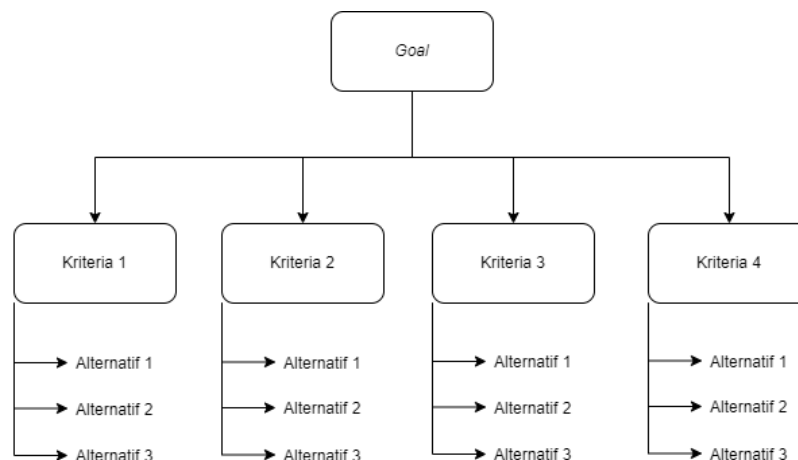 Goal
Kriteria 1
Kriteria 2
Kriteria 3
Kriteria 4
Alternatif 1
Alternatif 2
Alternatif 3
Alternatif 1
Alternatif 2
Alternatif 3
Alternatif 1
Alternatif 2
Alternatif 3
Alternatif 1
Alternatif 2
Alternatif 3